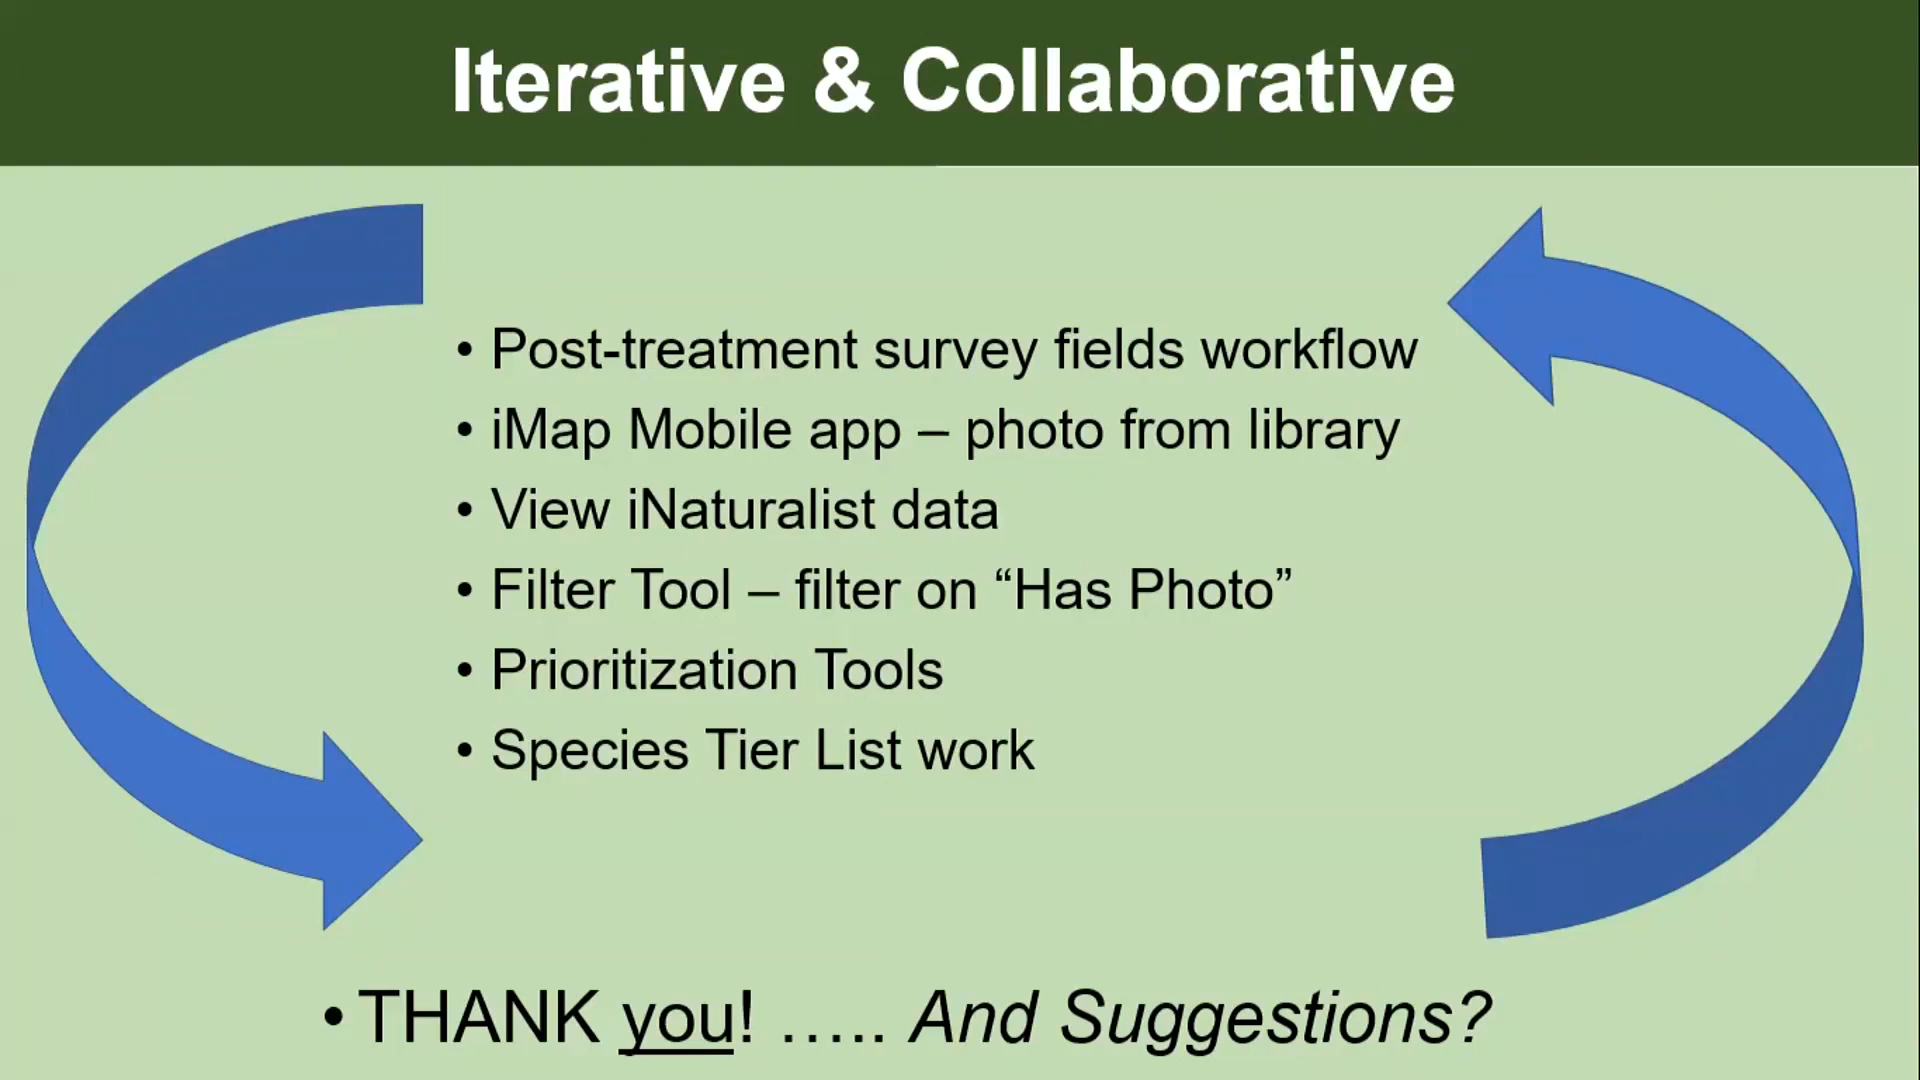 Iterative & Collaborative
• Post-treatment survey fields workflow
• iMap Mobile app – photo from library
• View iNaturalist data
• Filter Tool – filter on “Has Photo”
• Prioritization Tools
• Species Tier List work
• THANK you! ….. And Suggestions?